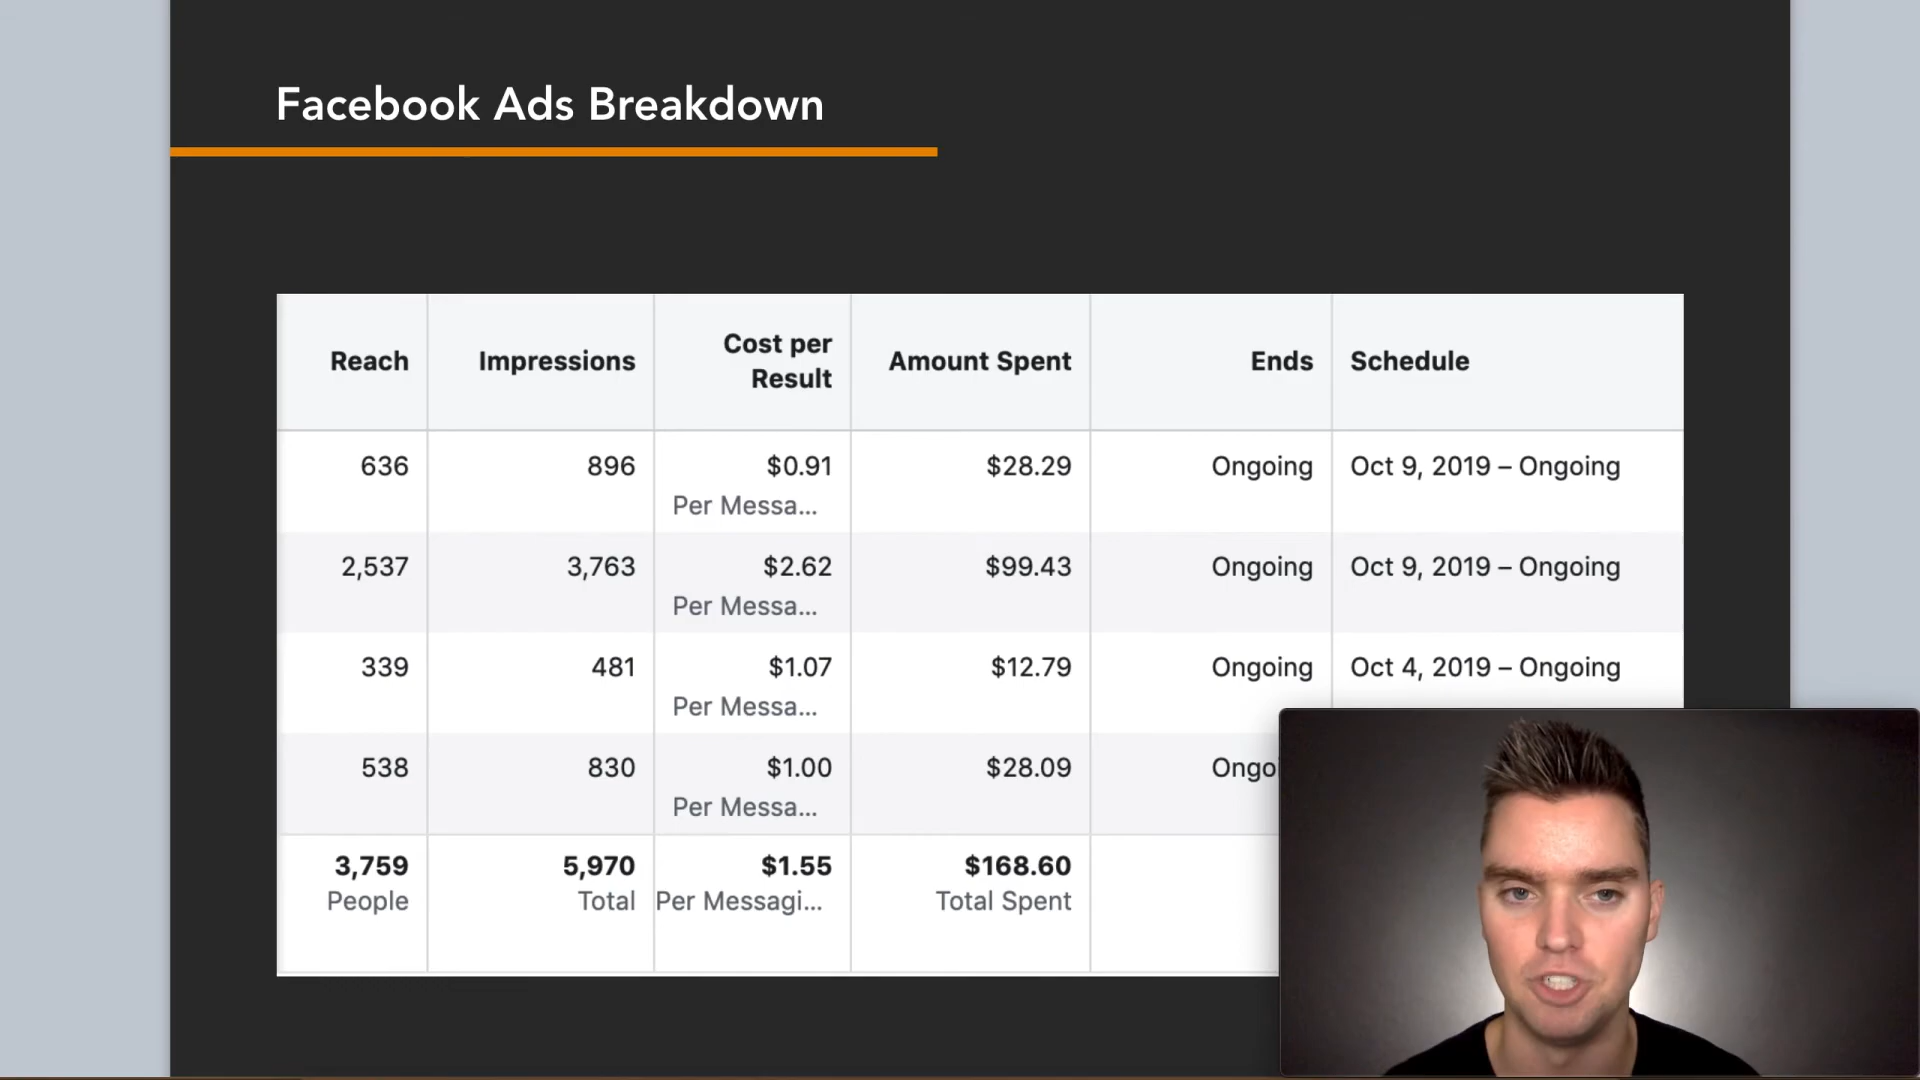 Facebook Ads Breakdown
Reach Impressions Cost per Result Amount Spent Ends Schedule
636 896 $0.91 $28.29 Ongoing Oct 9, 2019 – Ongoing
Per Messa...
2,537 3,763 $2.62 $99.43 Ongoing Oct 9, 2019 – Ongoing
Per Messa...
339 481 $1.07 $12.79 Ongoing Oct 4, 2019 – Ongoing
Per Messa...
538 830 $1.00 $28.09 Ongoi
Per Messa...
3,759 5,970 $1.55 $168.60
People Total Per Messagi... Total Spent